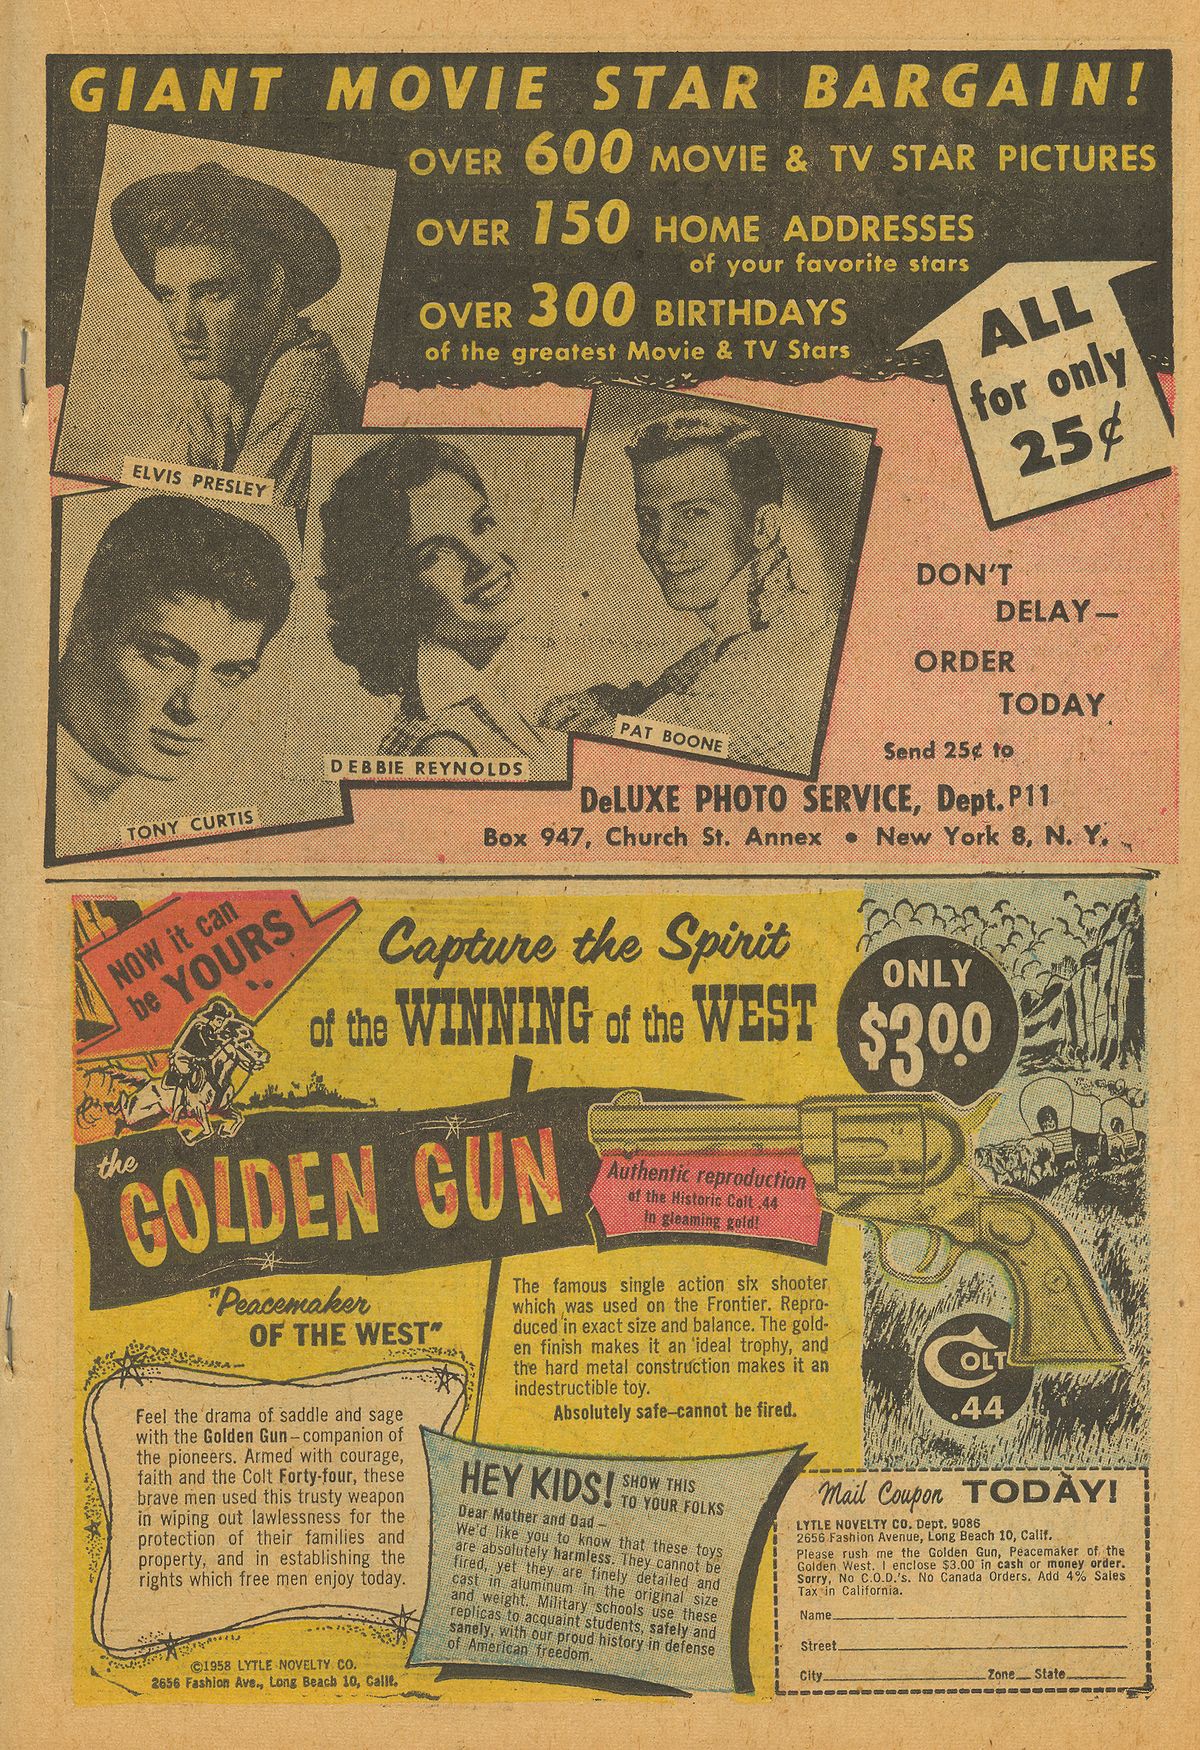 GIANT MOVIE STAR BARGAIN!
OVER 600 MOVIE & TV STAR PICTURES
OVER 150 HOME ADDRESSES
of your favorite stars
OVER 300 BIRTHDAYS
of the greatest Movie & TV Stars
ALL
for only
25¢
ELVIS PRESLEY
TONY CURTIS
DEBBIE REYNOLDS
PAT BOONE
DON'T
DELAY—
ORDER
TODAY
Send 25¢ to
DeLUXE PHOTO SERVICE, Dept. P11
Box 947, Church St. Annex • New York 8, N. Y.
NOW it can
be YOURS
Capture the Spirit
of the WINNING of the WEST
ONLY
$3.00
the
GOLDEN GUN
Authentic reproduction
of the Historic Colt .44
in gleaming gold!
"Peacemaker
OF THE WEST"
The famous single action six shooter
which was used on the Frontier. Repro-
duced in exact size and balance. The gold-
en finish makes it an ideal trophy, and
the hard metal construction makes it an
indestructible toy.
Absolutely safe—cannot be fired.
COLT
.44
Feel the drama of saddle and sage
with the Golden Gun—companion of
the pioneers. Armed with courage,
faith and the Colt Forty-four, these
brave men used this trusty weapon
in wiping out lawlessness for the
protection of their families and
property, and in establishing the
rights which free men enjoy today.
©1958 LYTLE NOVELTY CO.
2656 Fashion Ave., Long Beach 10, Calif.
HEY KIDS! SHOW THIS
TO YOUR FOLKS
Dear Mother and Dad—
We'd like you to know that these toys
are absolutely harmless. They cannot be
fired, yet they are finely detailed and
cast in aluminum in the original size
and weight. Military schools use these
replicas to acquaint students, safely and
sanely, with our proud history in defense
of American freedom.
Mail Coupon TODAY!
LYTLE NOVELTY CO. Dept. 9086
2656 Fashion Avenue, Long Beach 10, Calif.
Please rush me the Golden Gun, Peacemaker of the
Golden West. I enclose $3.00 in cash or money order.
Sorry, No C.O.D.'s. No Canada Orders. Add 4% Sales
Tax in California.
Name
Street
City Zone State